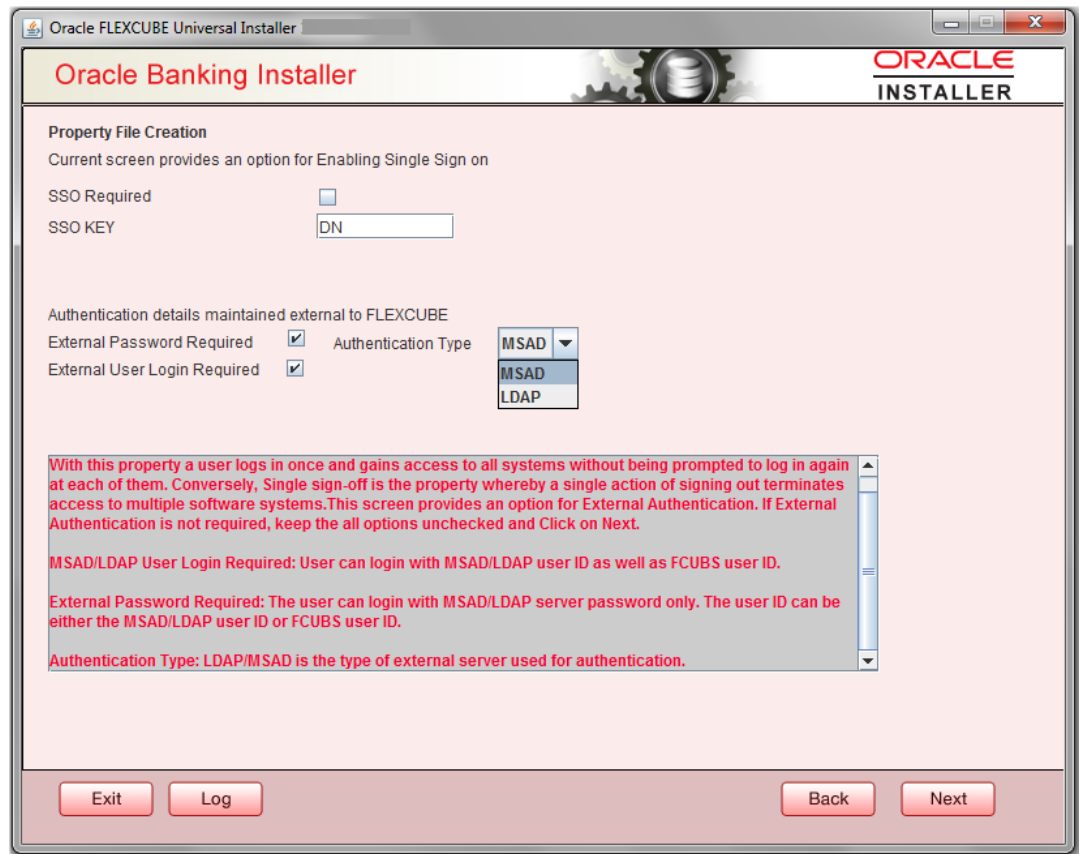 Oracle FLEXCUBE Universal Installer
Oracle Banking Installer
ORACLE
INSTALLER
Property File Creation
Current screen provides an option for Enabling Single Sign on
SSO Required
SSO KEY DN
Authentication details maintained external to FLEXCUBE
External Password Required Authentication Type MSAD
External User Login Required MSAD
LDAP
With this property a user logs in once and gains access to all systems without being prompted to log in again
at each of them. Conversely, Single sign-off is the property whereby a single action of signing out terminates
access to multiple software systems.This screen provides an option for External Authentication. If External
Authentication is not required, keep the all options unchecked and Click on Next.
MSAD/LDAP User Login Required: User can login with MSAD/LDAP user ID as well as FCUBS user ID.
External Password Required: The user can login with MSAD/LDAP server password only. The user ID can be
either the MSAD/LDAP user ID or FCUBS user ID.
Authentication Type: LDAP/MSAD is the type of external server used for authentication.
Exit Log Back Next